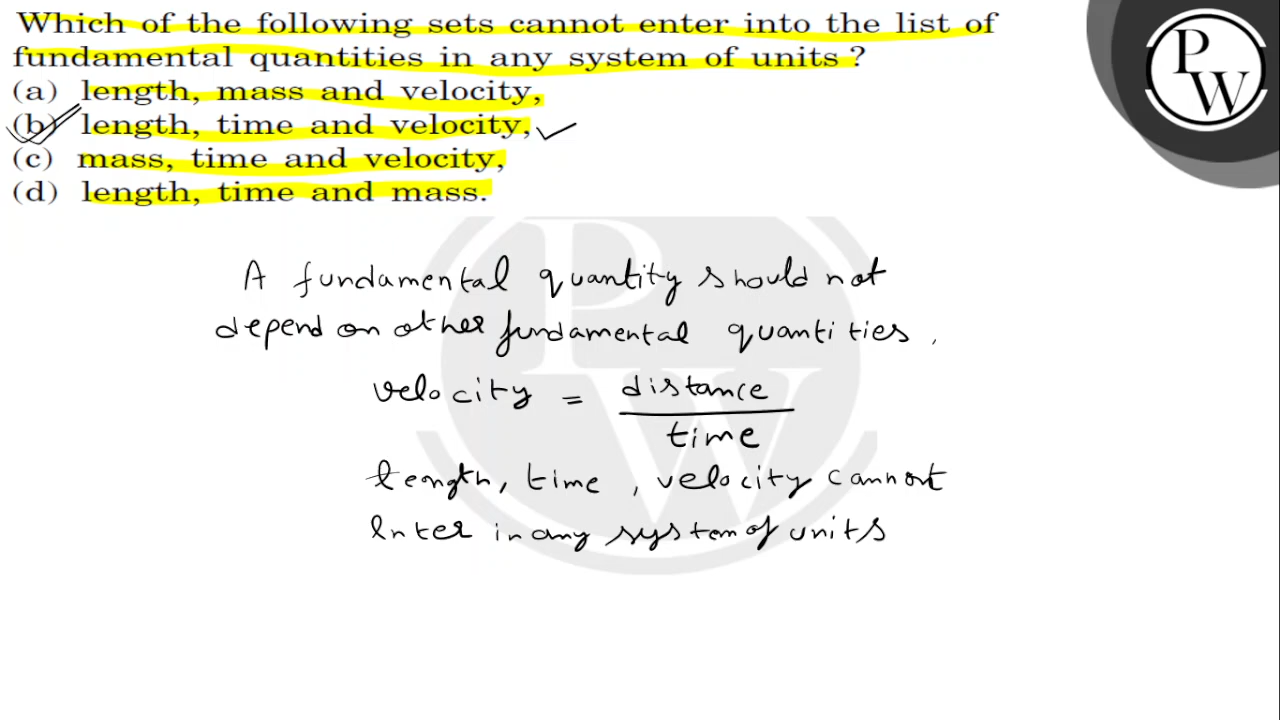 Which of the following sets cannot enter into the list of
fundamental quantities in any system of units ?
(a) length, mass and velocity,
(b) length, time and velocity,
(c) mass, time and velocity,
(d) length, time and mass.
P
W
A fundamental quantity should not
depend on other fundamental quantities.
velocity = distance
time
length, time, velocity cannot
Enter in any system of units
P
W